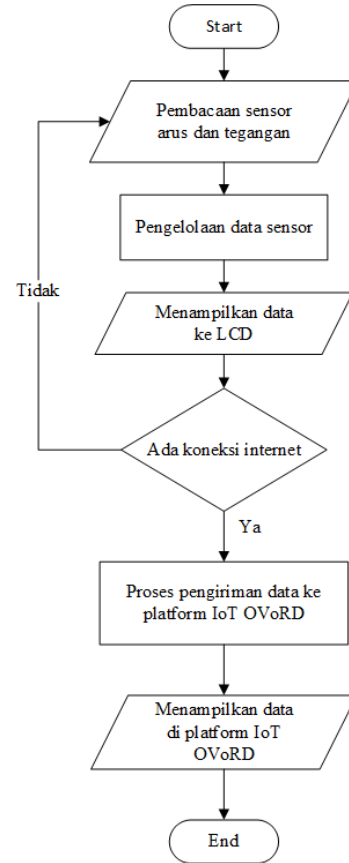 Start
Pembacaan sensor
arus dan tegangan
Pengelolaan data sensor
Tidak
Menampilkan data
ke LCD
Ada koneksi internet
Ya
Proses pengiriman data ke
platform IoT OVoRD
Menampilkan data
di platform IoT
OVoRD
End